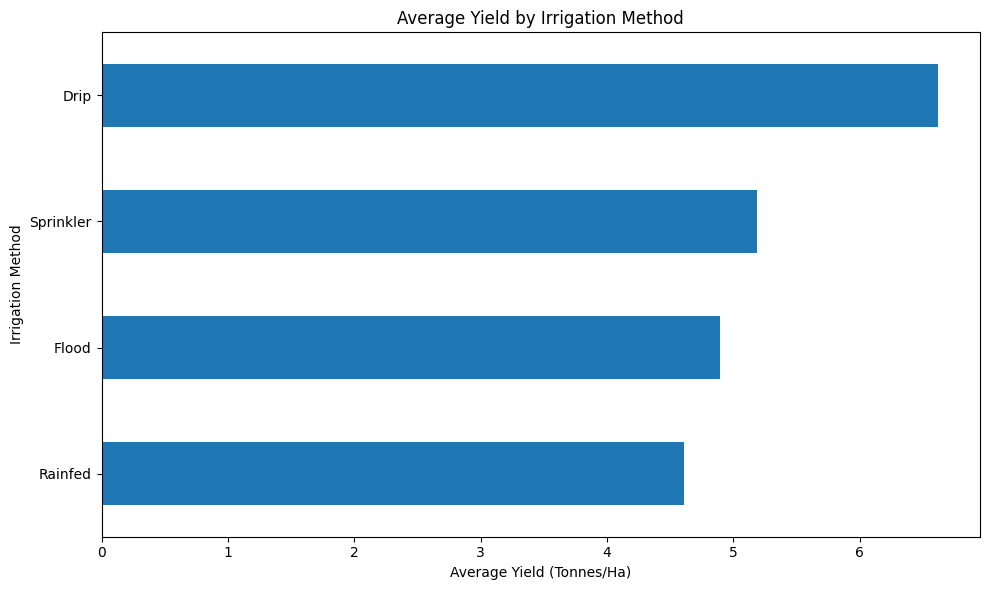 Average Yield by Irrigation Method
Irrigation Method
Drip
Sprinkler
Flood
Rainfed
0 1 2 3 4 5 6
Average Yield (Tonnes/Ha)